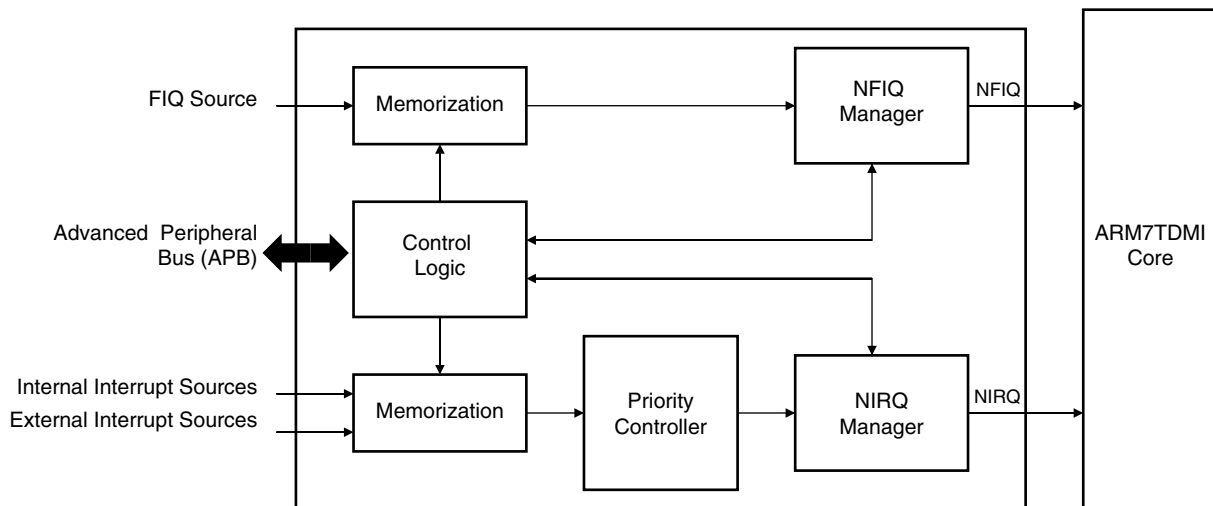 FIQ Source
Memorization
NFIQ
Manager
NFIQ
Advanced Peripheral
Bus (APB)
Control
Logic
ARM7TDMI
Core
Internal Interrupt Sources
External Interrupt Sources
Memorization
Priority
Controller
NIRQ
Manager
NIRQ